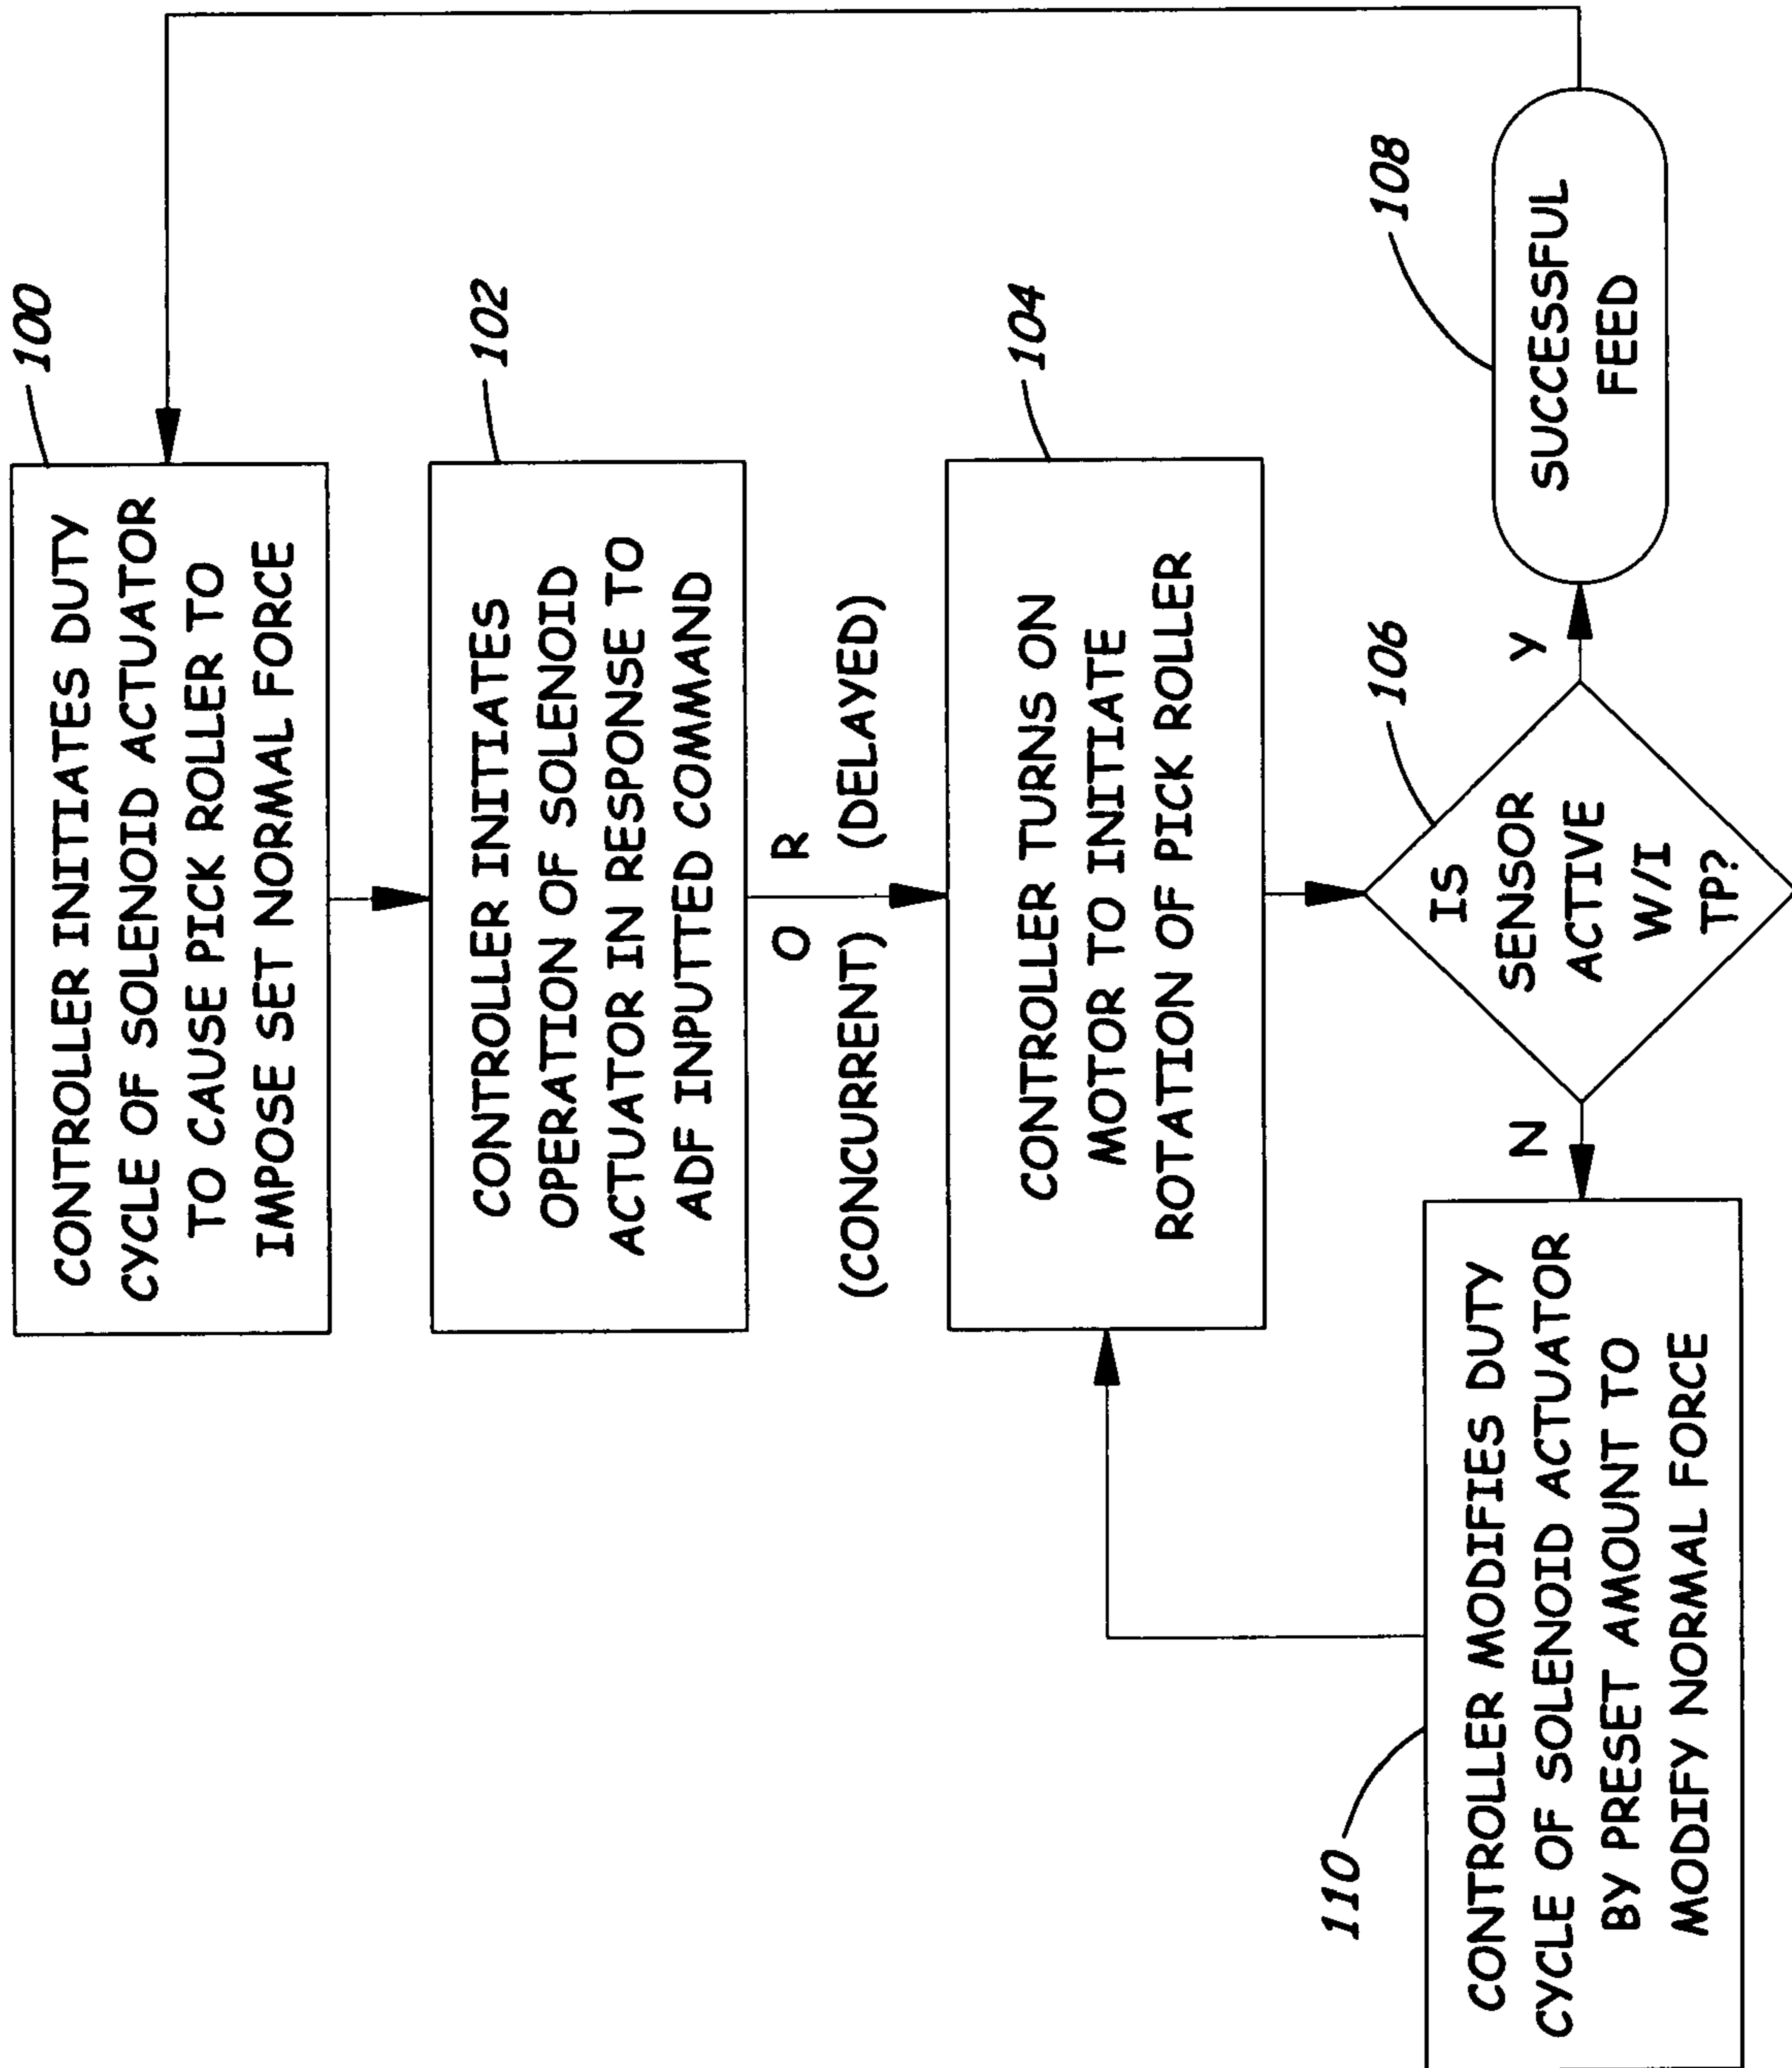 CONTROLLER INITIATES DUTY
CYCLE OF SOLENOID ACTUATOR
TO CAUSE PICK ROLLER TO
IMPOSE SET NORMAL FORCE
100
CONTROLLER INITIATES
OPERATION OF SOLENOID
ACTUATOR IN RESPONSE TO
ADF INPUTTED COMMAND
102
O R
(CONCURRENT) (DELAYED)
CONTROLLER TURNS ON
MOTOR TO INITIATE
ROTATION OF PICK ROLLER
104
IS
SENSOR
ACTIVE
W/I
TP?
106
Y
SUCCESSFUL
FEED
108
N
110
CONTROLLER MODIFIES DUTY
CYCLE OF SOLENOID ACTUATOR
BY PRESET AMOUNT TO
MODIFY NORMAL FORCE